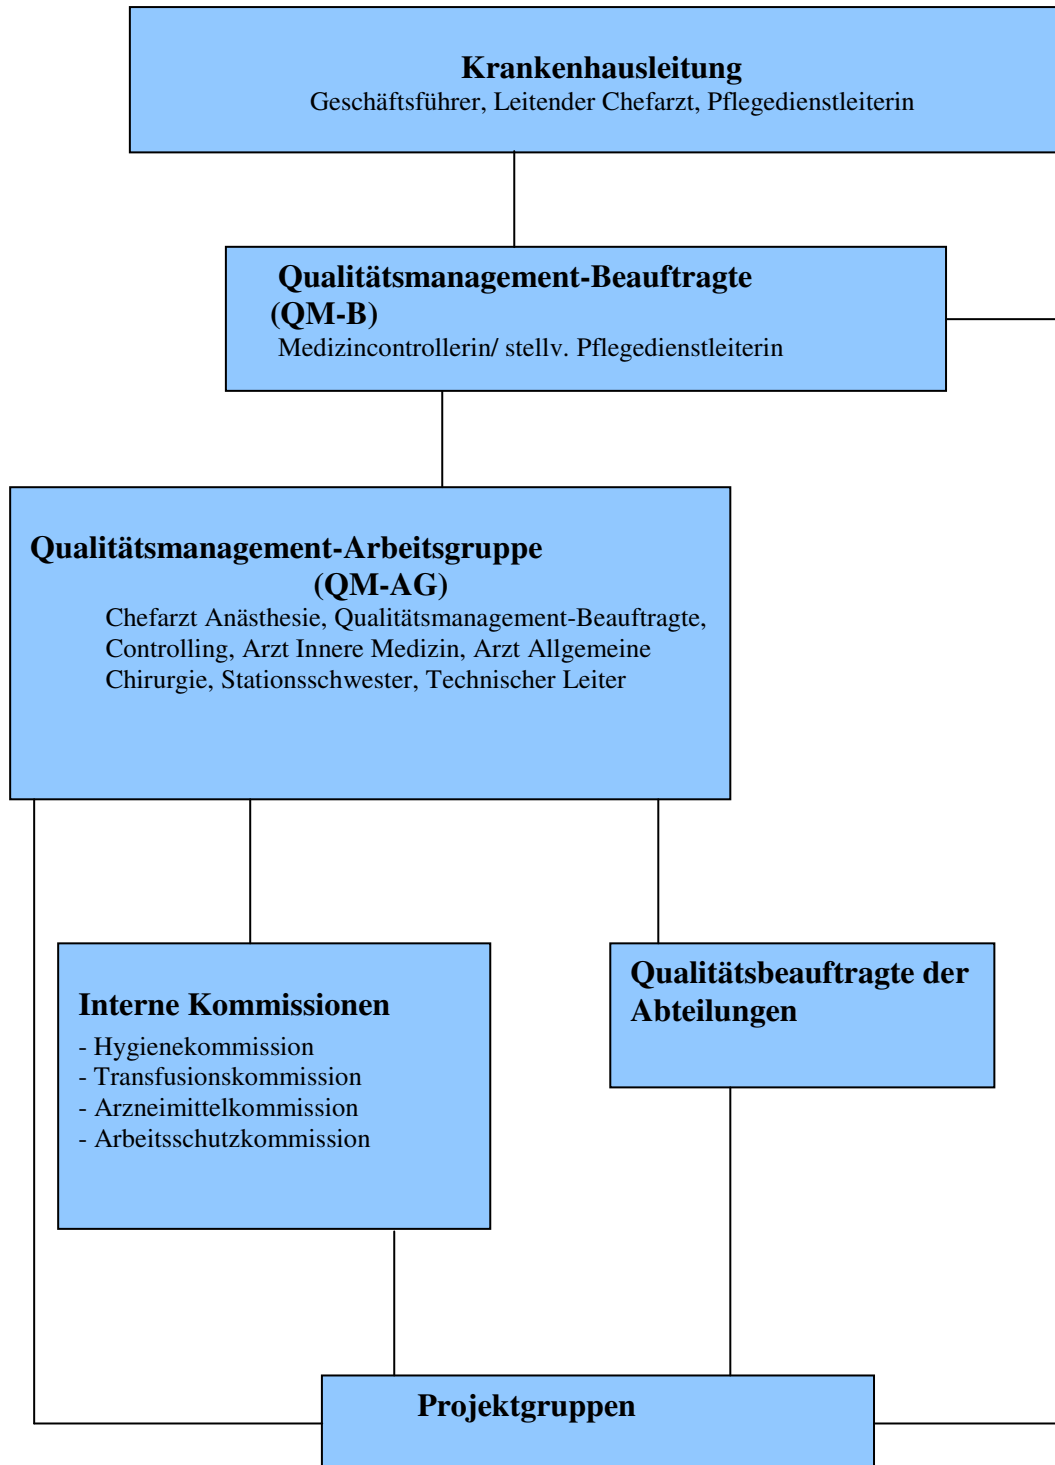 Krankenhausleitung
Geschäftsführer, Leitender Chefarzt, Pflegedienstleiterin
Qualitätsmanagement-Beauftragte
(QM-B)
Medizincontrollerin/ stellv. Pflegedienstleiterin
Qualitätsmanagement-Arbeitsgruppe
(QM-AG)
Chefarzt Anästhesie, Qualitätsmanagement-Beauftragte,
Controlling, Arzt Innere Medizin, Arzt Allgemeine
Chirurgie, Stationsschwester, Technischer Leiter
Interne Kommissionen
- Hygienekommission
- Transfusionskommission
- Arzneimittelkommission
- Arbeitsschutzkommission
Qualitätsbeauftragte der
Abteilungen
Projektgruppen